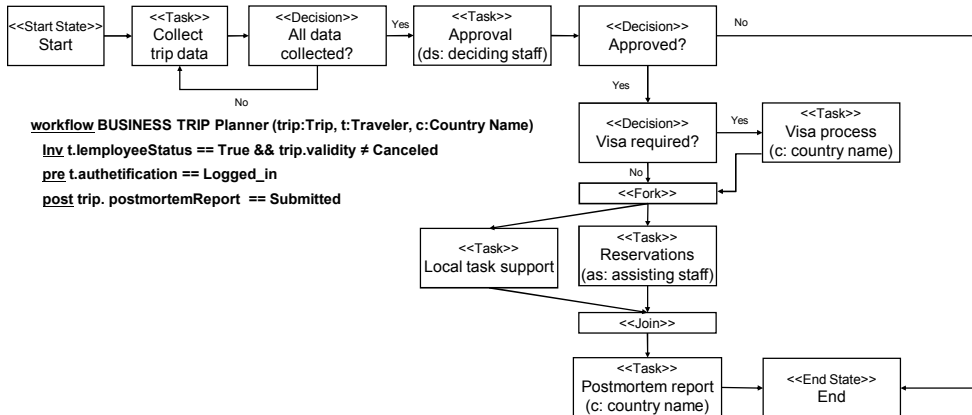 <<Start State>>
Start
<<Task>>
Collect
trip data
<<Decision>>
All data
collected?
Yes
<<Task>>
Approval
(ds: deciding staff)
<<Decision>>
Approved?
No
No
Yes
workflow BUSINESS TRIP Planner (trip:Trip, t:Traveler, c:Country Name)
Inv t.lemployeeStatus == True && trip.validity ≠ Canceled
pre t.authetification == Logged_in
post trip. postmortemReport == Submitted
<<Decision>>
Visa required?
Yes
<<Task>>
Visa process
(c: country name)
No
<<Fork>>
<<Task>>
Local task support
<<Task>>
Reservations
(as: assisting staff)
<<Join>>
<<Task>>
Postmortem report
(c: country name)
<<End State>>
End